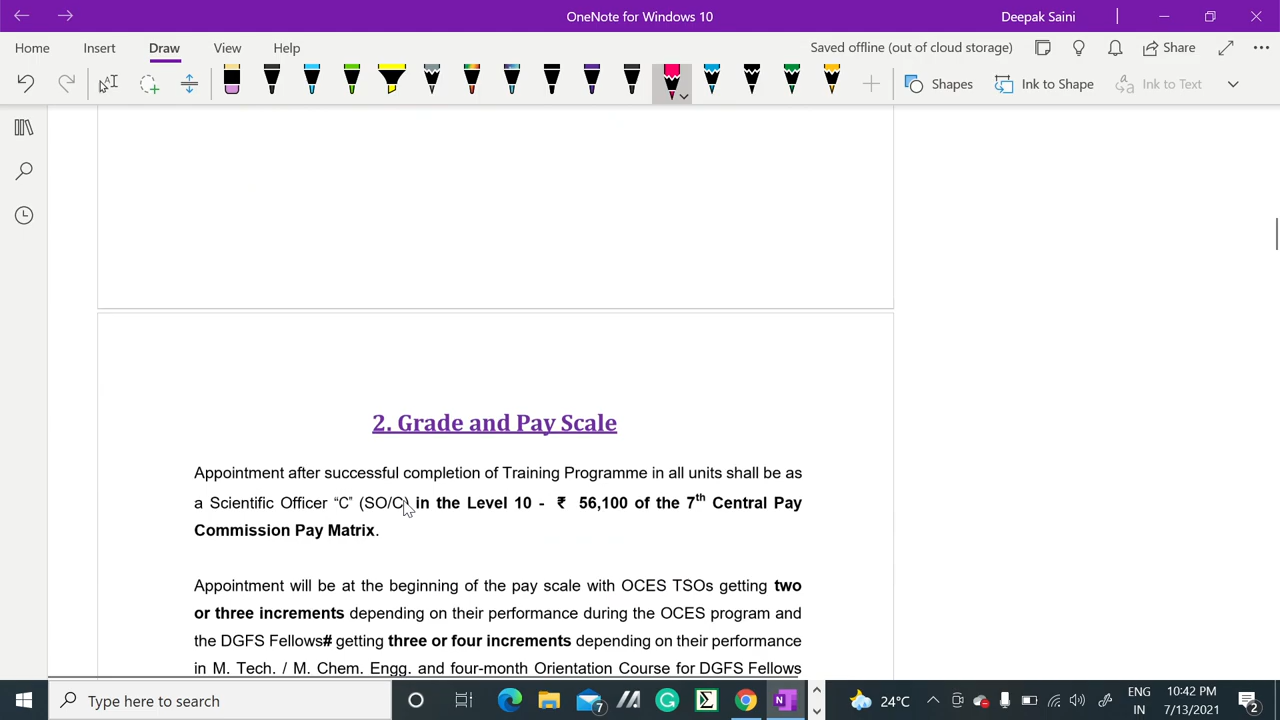 OneNote for Windows 10
Deepak Saini
Home Insert Draw View Help
Saved offline (out of cloud storage)
Share
Shapes
Ink to Shape
Ink to Text
2. Grade and Pay Scale
Appointment after successful completion of Training Programme in all units shall be as
a Scientific Officer “C” (SO/C) in the Level 10 - ₹ 56,100 of the 7th Central Pay
Commission Pay Matrix.
Appointment will be at the beginning of the pay scale with OCES TSOs getting two
or three increments depending on their performance during the OCES program and
the DGFS Fellows# getting three or four increments depending on their performance
in M. Tech. / M. Chem. Engg. and four-month Orientation Course for DGFS Fellows
Type here to search
7
24°C
ENG
IN
10:42 PM
7/13/2021
2